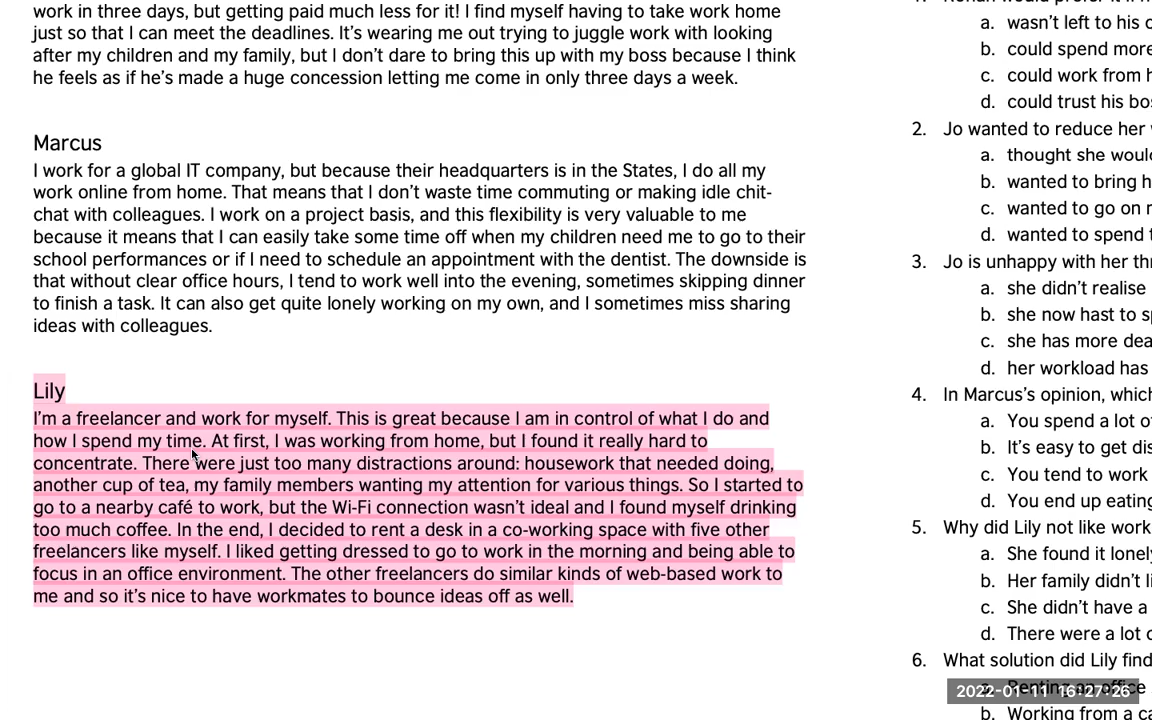 work in three days, but getting paid much less for it! I find myself having to take work home
just so that I can meet the deadlines. It's wearing me out trying to juggle work with looking
after my children and my family, but I don't dare to bring this up with my boss because I think
he feels as if he's made a huge concession letting me come in only three days a week.
Marcus
I work for a global IT company, but because their headquarters is in the States, I do all my
work online from home. That means that I don't waste time commuting or making idle chit-
chat with colleagues. I work on a project basis, and this flexibility is very valuable to me
because it means that I can easily take some time off when my children need me to go to their
school performances or if I need to schedule an appointment with the dentist. The downside is
that without clear office hours, I tend to work well into the evening, sometimes skipping dinner
to finish a task. It can also get quite lonely working on my own, and I sometimes miss sharing
ideas with colleagues.
Lily
I'm a freelancer and work for myself. This is great because I am in control of what I do and
how I spend my time. At first, I was working from home, but I found it really hard to
concentrate. There were just too many distractions around: housework that needed doing,
another cup of tea, my family members wanting my attention for various things. So I started to
go to a nearby café to work, but the Wi-Fi connection wasn't ideal and I found myself drinking
too much coffee. In the end, I decided to rent a desk in a co-working space with five other
freelancers like myself. I liked getting dressed to go to work in the morning and being able to
focus in an office environment. The other freelancers do similar kinds of web-based work to
me and so it's nice to have workmates to bounce ideas off as well.
a. wasn't left to his
b. could spend more
c. could work from
d. could trust his
2. Jo wanted to reduce her
a. thought she
b. wanted to bring
c. wanted to go on
d. wanted to spend
3. Jo is unhappy with her
a. she didn't realise
b. she now hast to
c. she has more
d. her workload has
4. In Marcus's opinion,
a. You spend a lot
b. It's easy to get
c. You tend to work
d. You end up
5. Why did Lily not like
a. She found it
b. Her family didn't
c. She didn't have a
d. There were a lot
6. What solution did Lily find
a. Renting an office
2022-01-11 16:27:26
b. Working from a